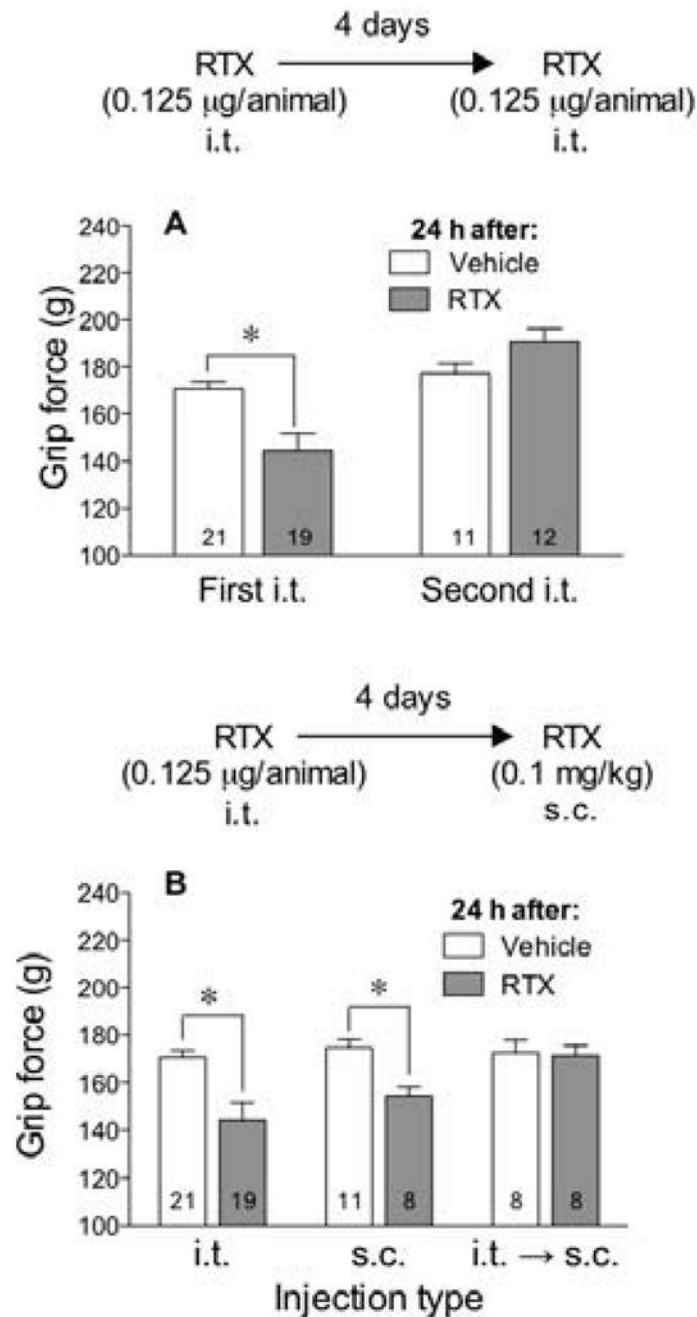 4 days
RTX RTX
(0.125 µg/animal) (0.125 µg/animal)
i.t. i.t.
A
24 h after:
Vehicle
RTX
Grip force (g)
240
220
200
180
160
140
120
100
*
21 19 11 12
First i.t. Second i.t.
4 days
RTX RTX
(0.125 µg/animal) (0.1 mg/kg)
i.t. s.c.
B
24 h after:
Vehicle
RTX
Grip force (g)
240
220
200
180
160
140
120
100
* *
21 19 11 8 8 8
i.t. s.c. i.t. → s.c.
Injection type